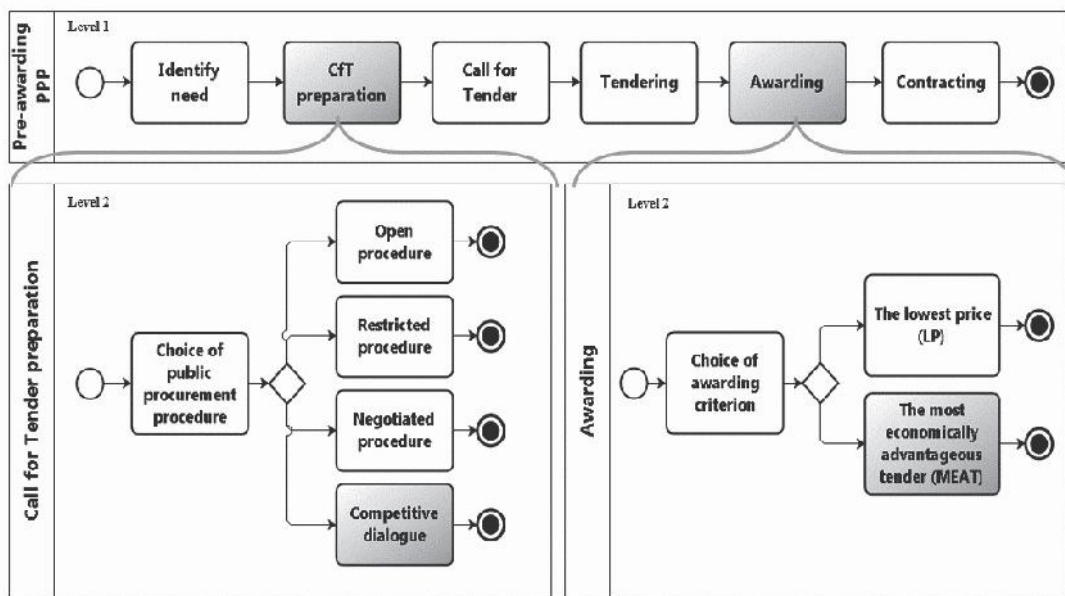 Pre-awarding
PPP
Level 1
Identify
need
CfT
preparation
Call for
Tender
Tendering
Awarding
Contracting
Call for Tender preparation
Level 2
Choice of
public
procurement
procedure
Open
procedure
Restricted
procedure
Negotiated
procedure
Competitive
dialogue
Awarding
Level 2
Choice of
awarding
criterion
The lowest price
(LP)
The most
economically
advantageous
tender (MEAT)